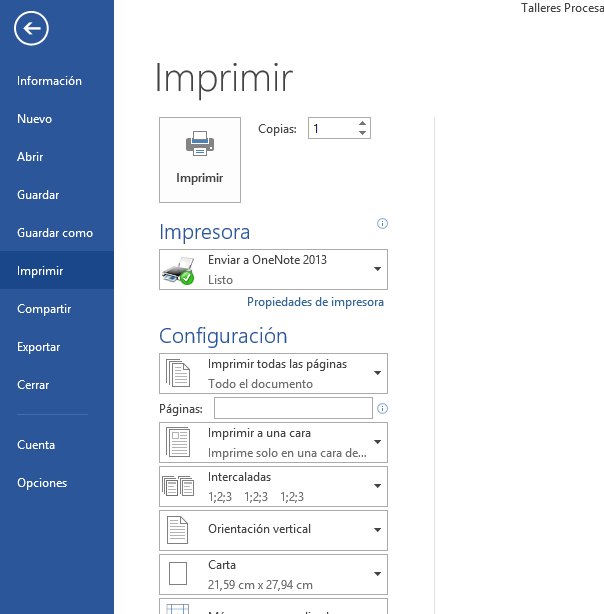 Talleres Procesa
Información
Nuevo
Abrir
Guardar
Guardar como
Imprimir
Compartir
Exportar
Cerrar
Cuenta
Opciones
Imprimir
Imprimir
Copias:
1
Impresora
Enviar a OneNote 2013
Listo
Propiedades de impresora
Configuración
Imprimir todas las páginas
Todo el documento
Páginas:
Imprimir a una cara
Imprime solo en una cara de...
Intercaladas
1;2;3 1;2;3 1;2;3
Orientación vertical
Carta
21,59 cm x 27,94 cm